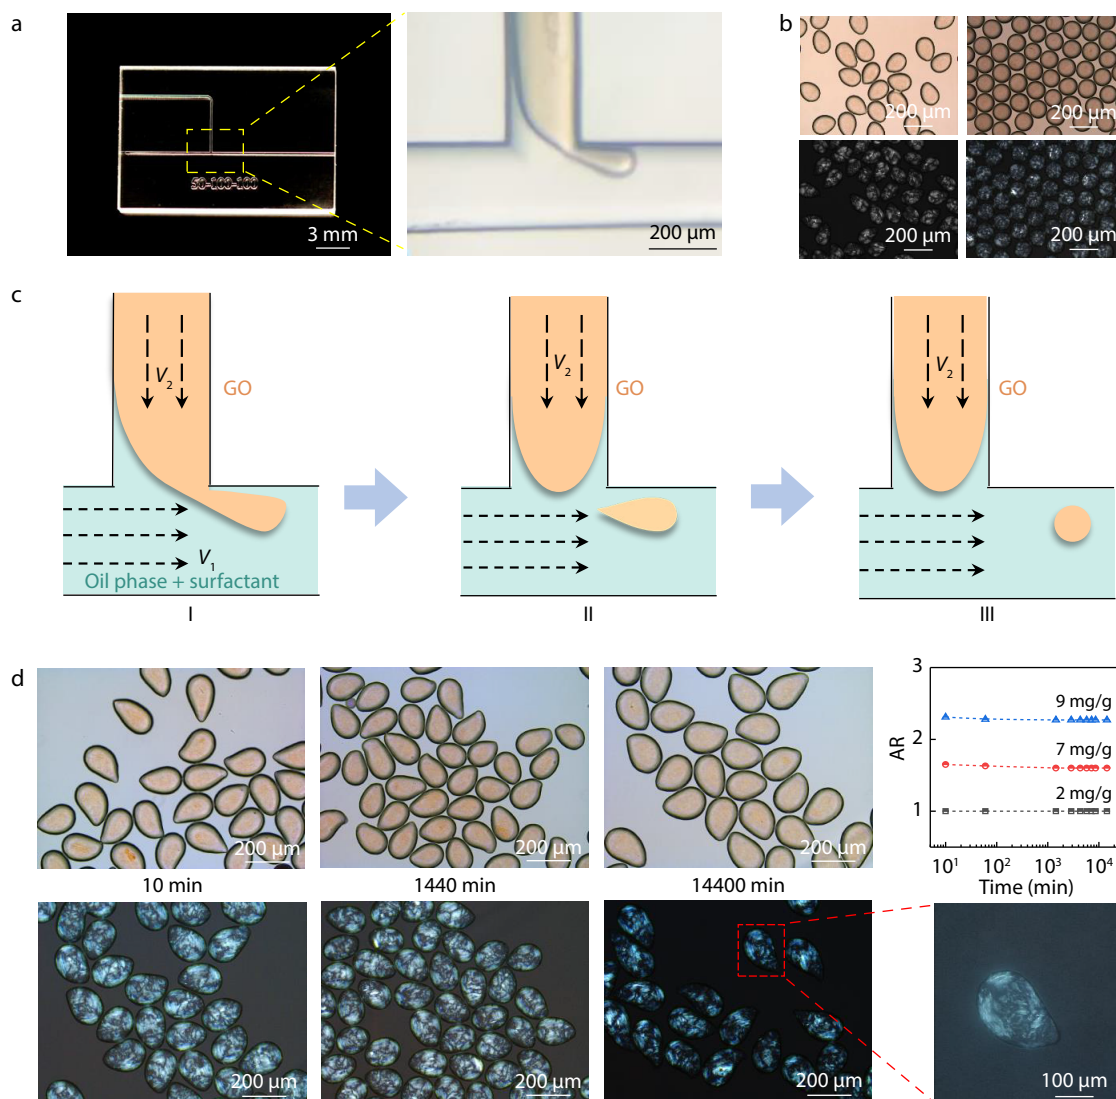 a
50-100-100
3 mm
200 µm
b
200 µm
200 µm
200 µm
200 µm
c
V2
GO
V1
Oil phase + surfactant
I
V2
GO
II
V2
GO
III
d
200 µm
200 µm
200 µm
10 min
1440 min
14400 min
3
2
1
AR
9 mg/g
7 mg/g
2 mg/g
10¹ 10² 10³ 10⁴
Time (min)
200 µm
200 µm
200 µm
100 µm